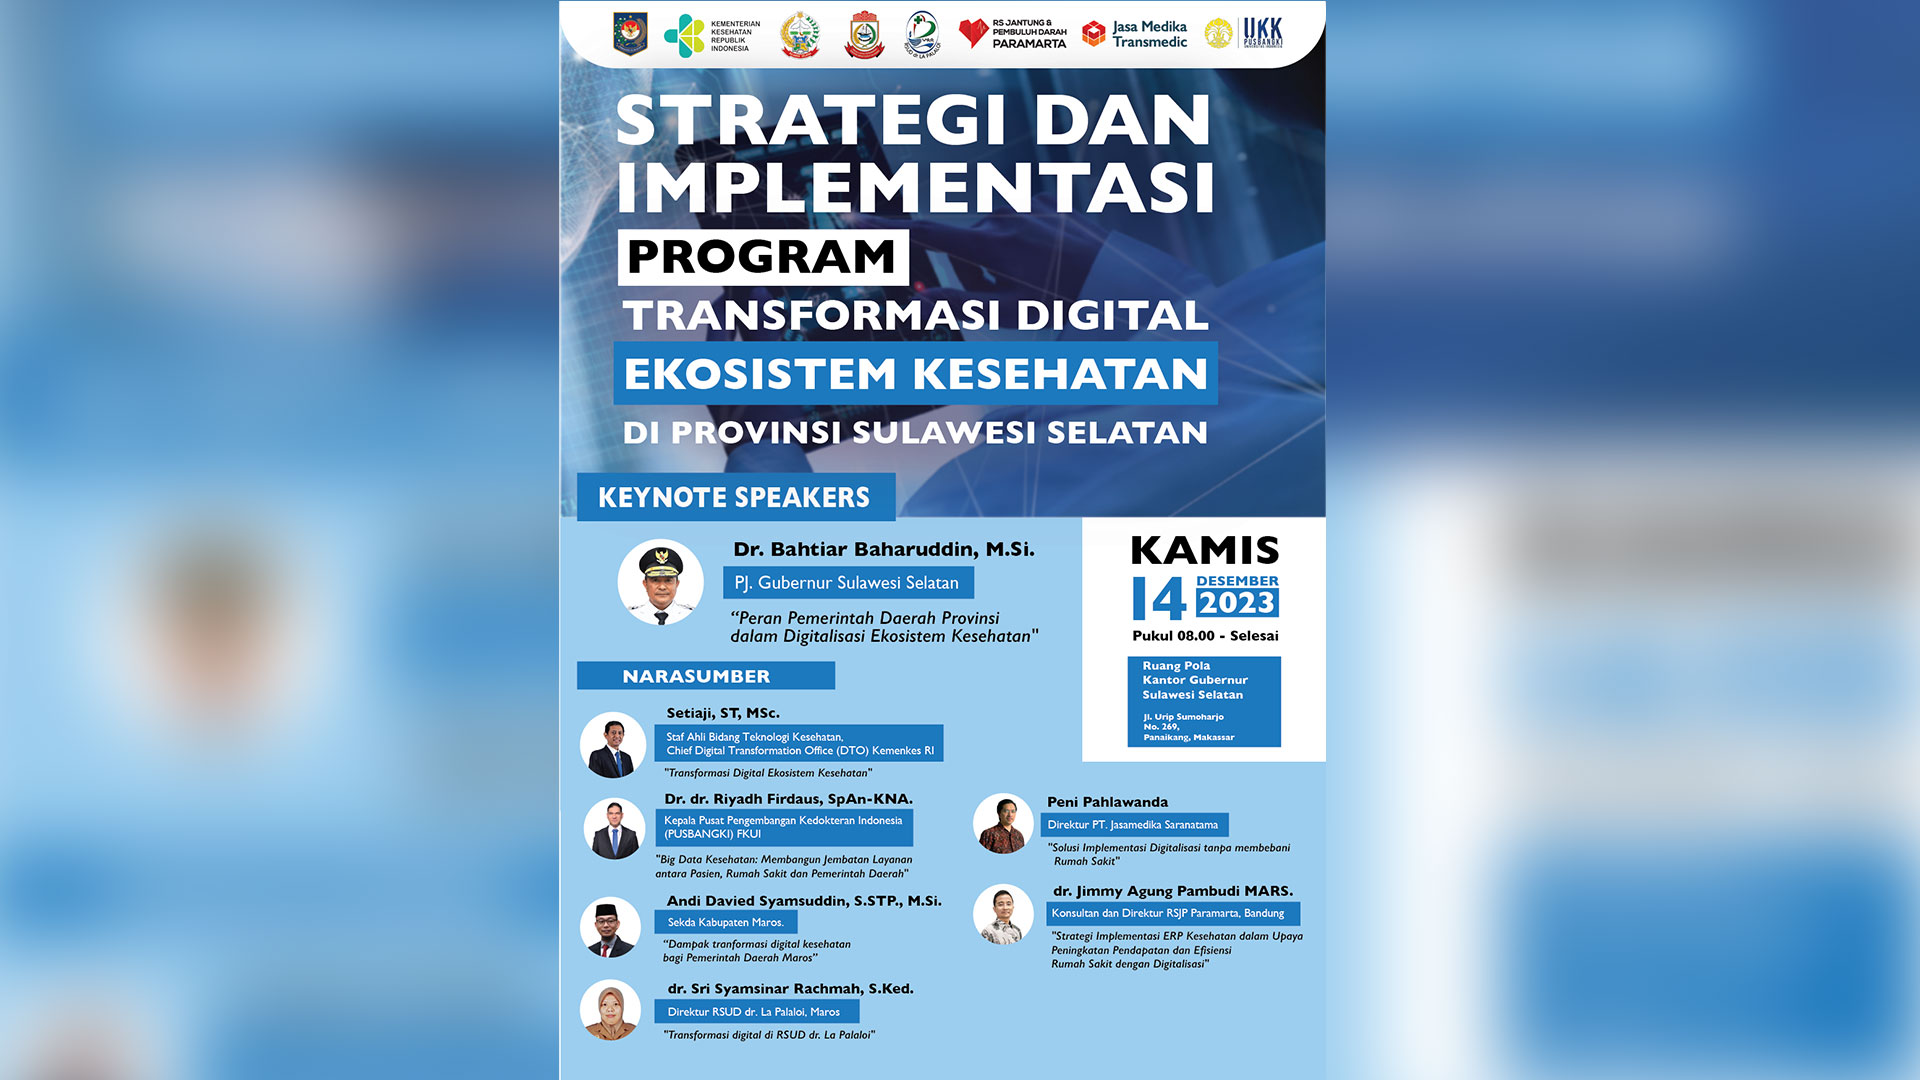 KEMENTERIAN
KESEHATAN
REPUBLIK
INDONESIA
RSUD dr LA PALALOI
RS JANTUNG &
PEMBULUH DARAH
PARAMARTA
Jasa Medika
Transmedic
UKK
PUSBANGKI
STRATEGI DAN
IMPLEMENTASI
PROGRAM
TRANSFORMASI DIGITAL
EKOSISTEM KESEHATAN
DI PROVINSI SULAWESI SELATAN
KEYNOTE SPEAKERS
Dr. Bahtiar Baharuddin, M.Si.
PJ. Gubernur Sulawesi Selatan
“Peran Pemerintah Daerah Provinsi
dalam Digitalisasi Ekosistem Kesehatan"
KAMIS
14 DESEMBER
2023
Pukul 08.00 - Selesai
Ruang Pola
Kantor Gubernur
Sulawesi Selatan
Jl. Urip Sumoharjo
No. 269,
Panaikang, Makassar
NARASUMBER
Setiaji, ST, MSc.
Staf Ahli Bidang Teknologi Kesehatan,
Chief Digital Transformation Office (DTO) Kemenkes RI
"Transformasi Digital Ekosistem Kesehatan"
Dr. dr. Riyadh Firdaus, SpAn-KNA.
Kepala Pusat Pengembangan Kedokteran Indonesia
(PUSBANGKI) FKUI
"Big Data Kesehatan: Membangun Jembatan Layanan
antara Pasien, Rumah Sakit dan Pemerintah Daerah"
Andi Davied Syamsuddin, S.STP., M.Si.
Sekda Kabupaten Maros.
“Dampak tranformasi digital kesehatan
bagi Pemerintah Daerah Maros”
dr. Sri Syamsinar Rachmah, S.Ked.
Direktur RSUD dr. La Palaloi, Maros
"Transformasi digital di RSUD dr. La Palaloi"
Peni Pahlawanda
Direktur PT. Jasamedika Saranatama
"Solusi Implementasi Digitalisasi tanpa membebani
Rumah Sakit"
dr. Jimmy Agung Pambudi MARS.
Konsultan dan Direktur RSJP Paramarta, Bandung
"Strategi Implementasi ERP Kesehatan dalam Upaya
Peningkatan Pendapatan dan Efisiensi
Rumah Sakit dengan Digitalisasi"